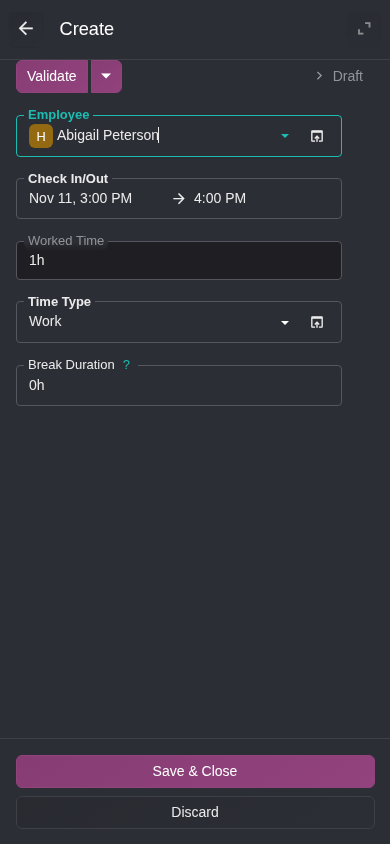 Create
Validate
Draft
Employee
H Abigail Peterson
Check In/Out
Nov 11, 3:00 PM → 4:00 PM
Worked Time
1h
Time Type
Work
Break Duration ?
0h
Save & Close
Discard